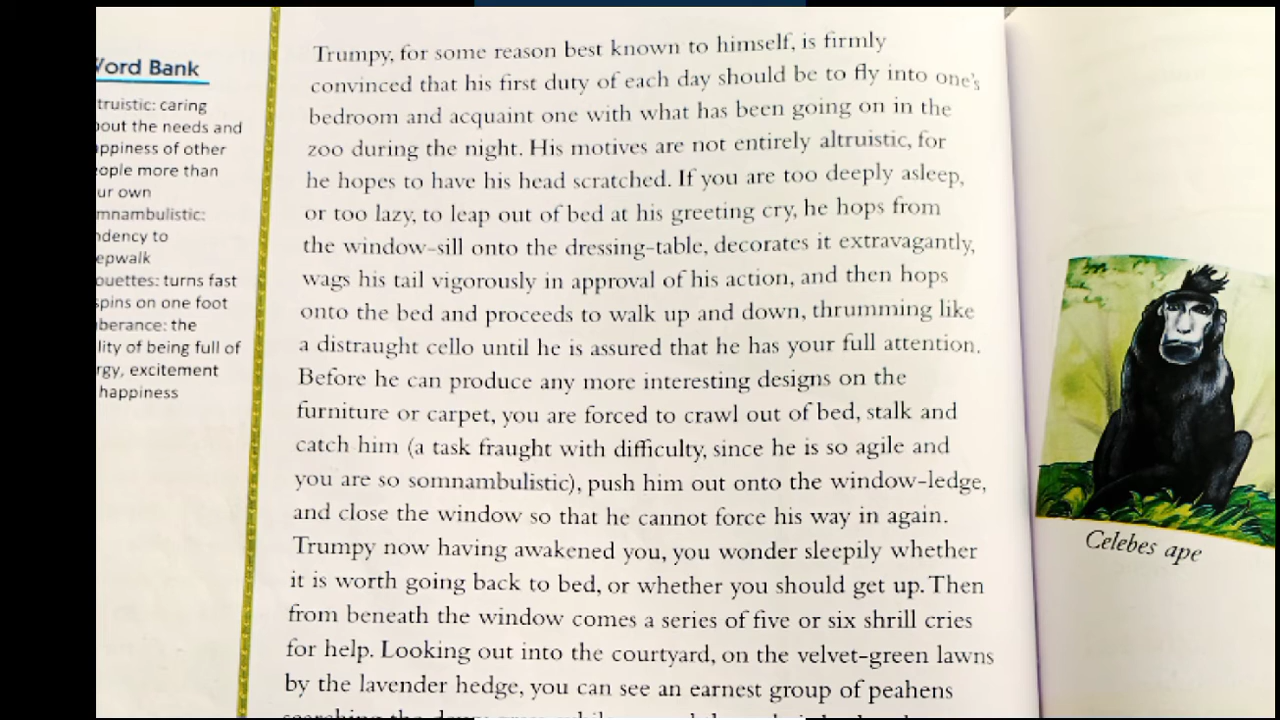 Word Bank
truistic: caring
out the needs and
ppiness of other
ople more than
ur own
mnambulistic:
ndency to
epwalk
ouettes: turns fast
spins on one foot
berance: the
lity of being full of
rgy, excitement
happiness
Trumpy, for some reason best known to himself, is firmly
convinced that his first duty of each day should be to fly into one's
bedroom and acquaint one with what has been going on in the
zoo during the night. His motives are not entirely altruistic, for
he hopes to have his head scratched. If you are too deeply asleep,
or too lazy, to leap out of bed at his greeting cry, he hops from
the window-sill onto the dressing-table, decorates it extravagantly,
wags his tail vigorously in approval of his action, and then hops
onto the bed and proceeds to walk up and down, thrumming like
a distraught cello until he is assured that he has your full attention.
Before he can produce any more interesting designs on the
furniture or carpet, you are forced to crawl out of bed, stalk and
catch him (a task fraught with difficulty, since he is so agile and
you are so somnambulistic), push him out onto the window-ledge,
and close the window so that he cannot force his way in again.
Trumpy now having awakened you, you wonder sleepily whether
it is worth going back to bed, or whether you should get up. Then
from beneath the window comes a series of five or six shrill cries
for help. Looking out into the courtyard, on the velvet-green lawns
by the lavender hedge, you can see an earnest group of peahens
searching the
Celebes ape